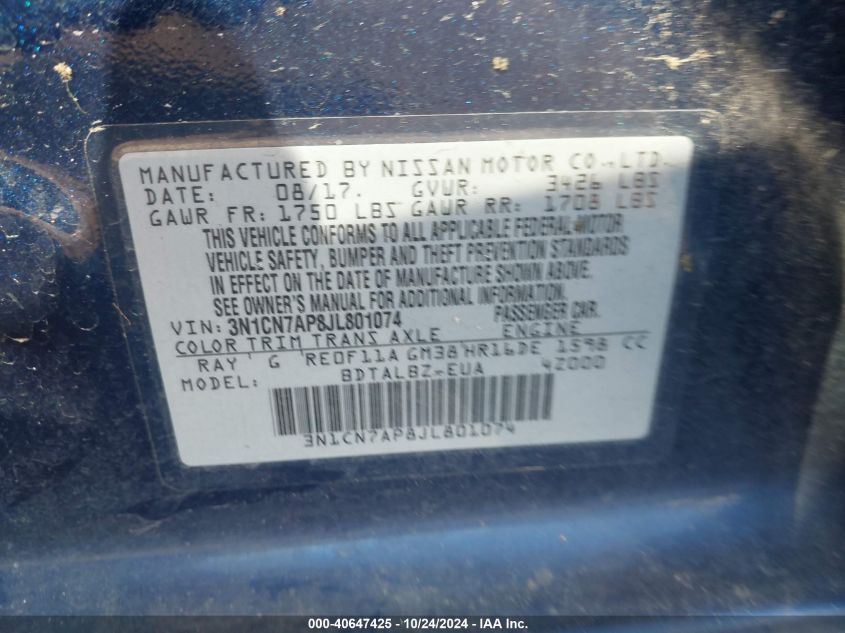 MANUFACTURED BY NISSAN MOTOR CO., LTD.
DATE: 08/17. GVWR: 3426 LBS
GAWR FR: 1750 LBS GAWR RR: 1708 LBS
THIS VEHICLE CONFORMS TO ALL APPLICABLE FEDERAL MOTOR
VEHICLE SAFETY, BUMPER AND THEFT PREVENTION STANDARDS
IN EFFECT ON THE DATE OF MANUFACTURE SHOWN ABOVE.
SEE OWNER'S MANUAL FOR ADDITIONAL INFORMATION.
VIN: 3N1CN7AP8JL801074 PASSENGER CAR.
COLOR TRIM TRANS AXLE ENGINE
RAY G RE0F11A GM38 HR16DE 1598 CC
MODEL: BDTALBZ-EUA 42000
3N1CN7AP8JL801074
000-40647425 - 10/24/2024 - IAA Inc.